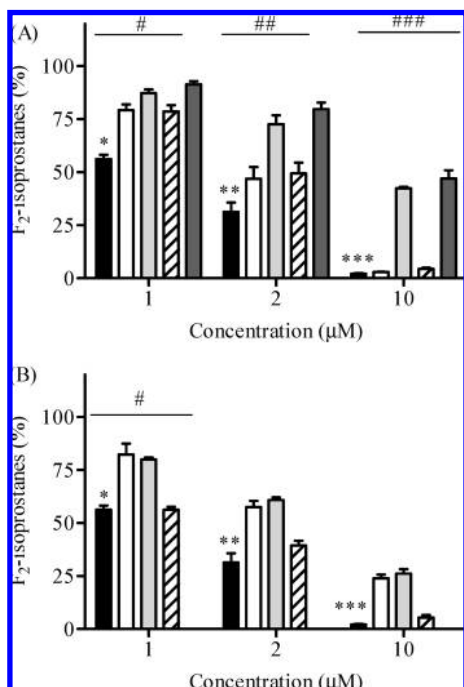 (A) # ## ###
F₂-isoprostanes (%)
100
75
50
25
0
* ** ***
1 2 10
Concentration (μM)
(B) #
F₂-isoprostanes (%)
100
75
50
25
0
* ** ***
1 2 10
Concentration (μM)